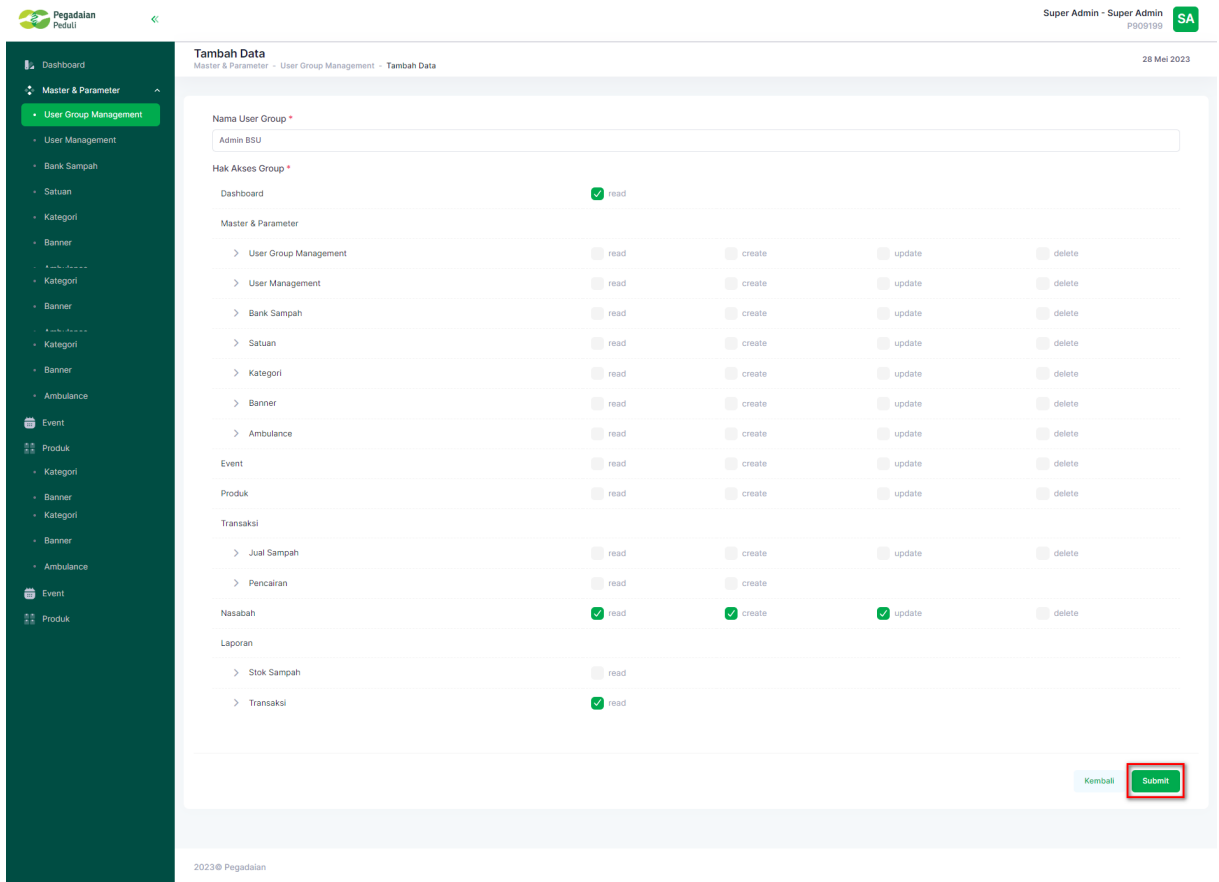 Pegadaian
Peduli
Super Admin - Super Admin
P909199
SA
Dashboard
Master & Parameter
User Group Management
User Management
Bank Sampah
Satuan
Kategori
Banner
Kategori
Banner
Kategori
Banner
Ambulance
Event
Produk
Kategori
Banner
Kategori
Banner
Ambulance
Event
Produk
Tambah Data
Master & Parameter - User Group Management - Tambah Data
28 Mei 2023
Nama User Group *
Admin BSU
Hak Akses Group *
Dashboard read
Master & Parameter
User Group Management read create update delete
User Management read create update delete
Bank Sampah read create update delete
Satuan read create update delete
Kategori read create update delete
Banner read create update delete
Ambulance read create update delete
Event read create update delete
Produk read create update delete
Transaksi
Jual Sampah read create update delete
Pencairan read create
Nasabah read create update delete
Laporan
Stok Sampah read
Transaksi read
Kembali Submit
2023© Pegadaian